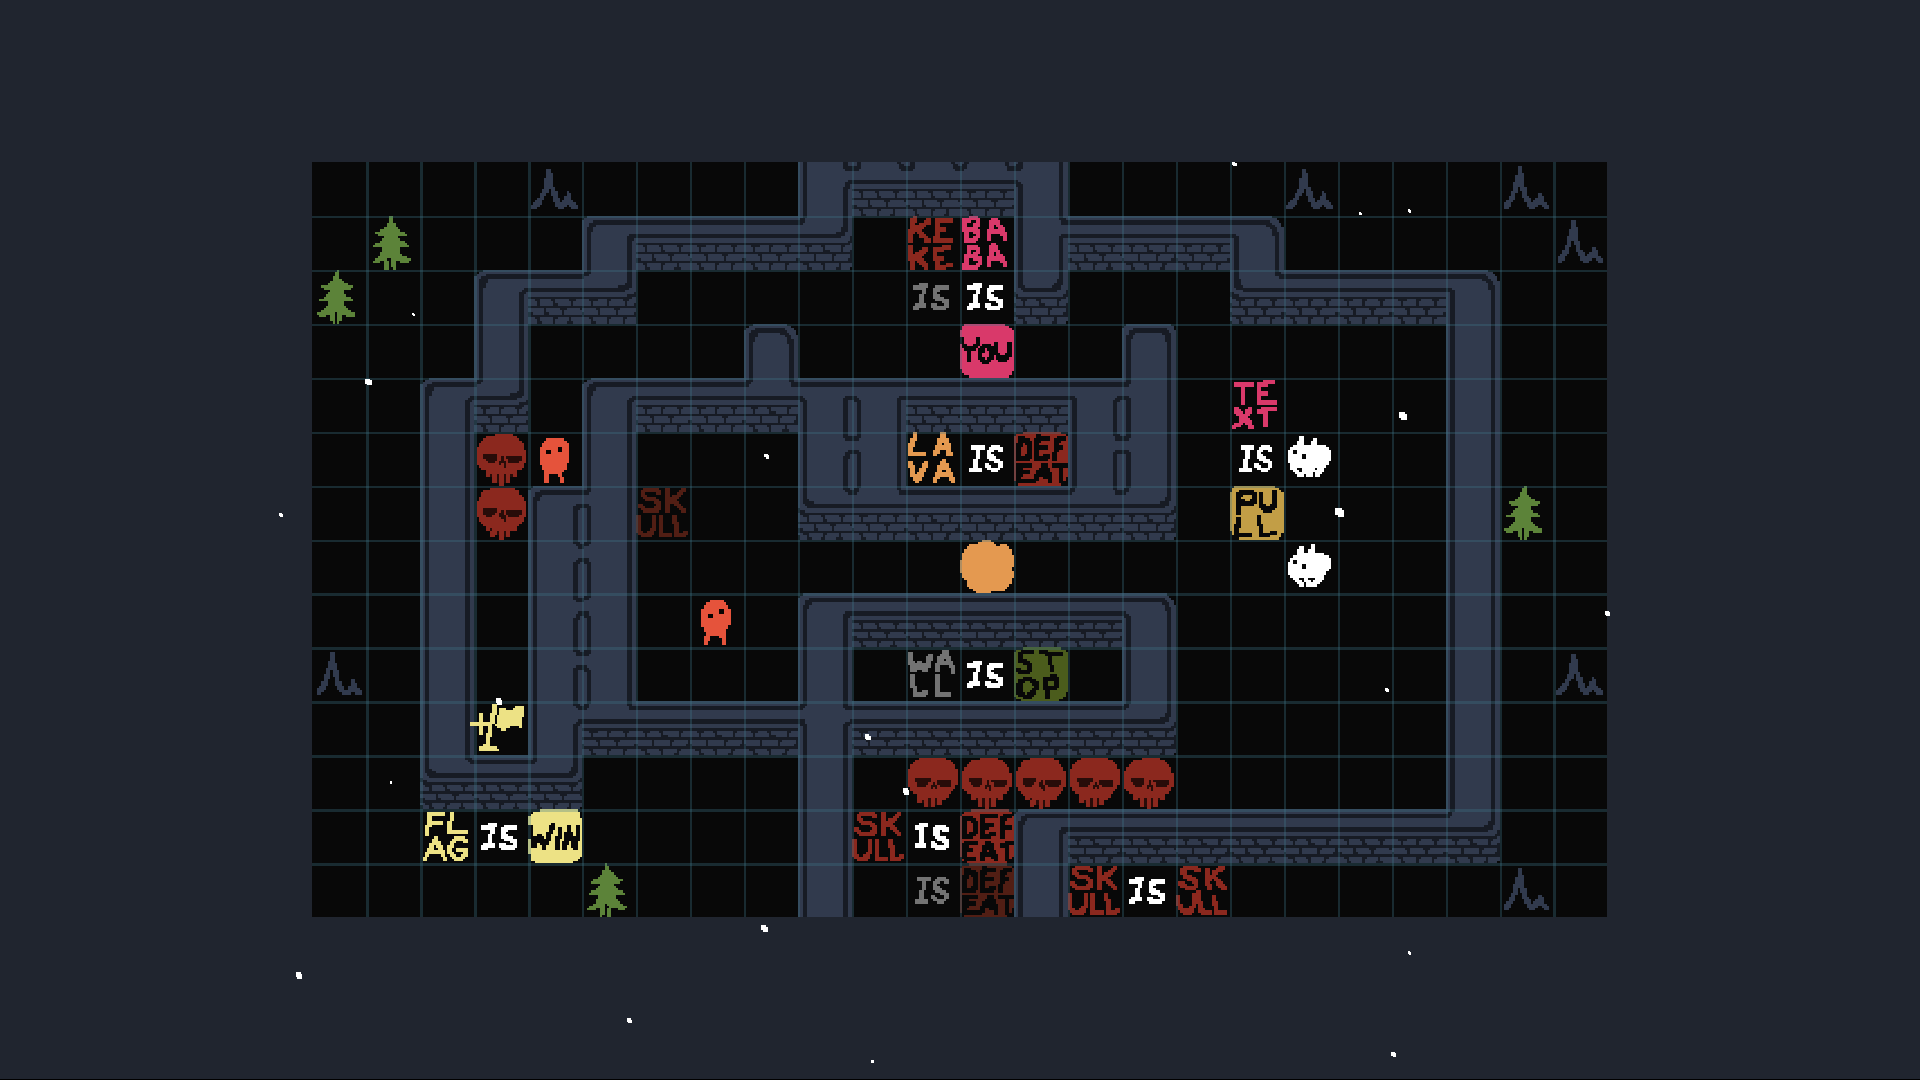 KEKE BABA
IS IS
YOU
TEXT
LAVA IS DEFEAT
IS
SKULL
PULL
WALL IS STOP
FLAG IS WIN
SKULL IS DEFEAT
IS DEFEAT
SKULL IS SKULL